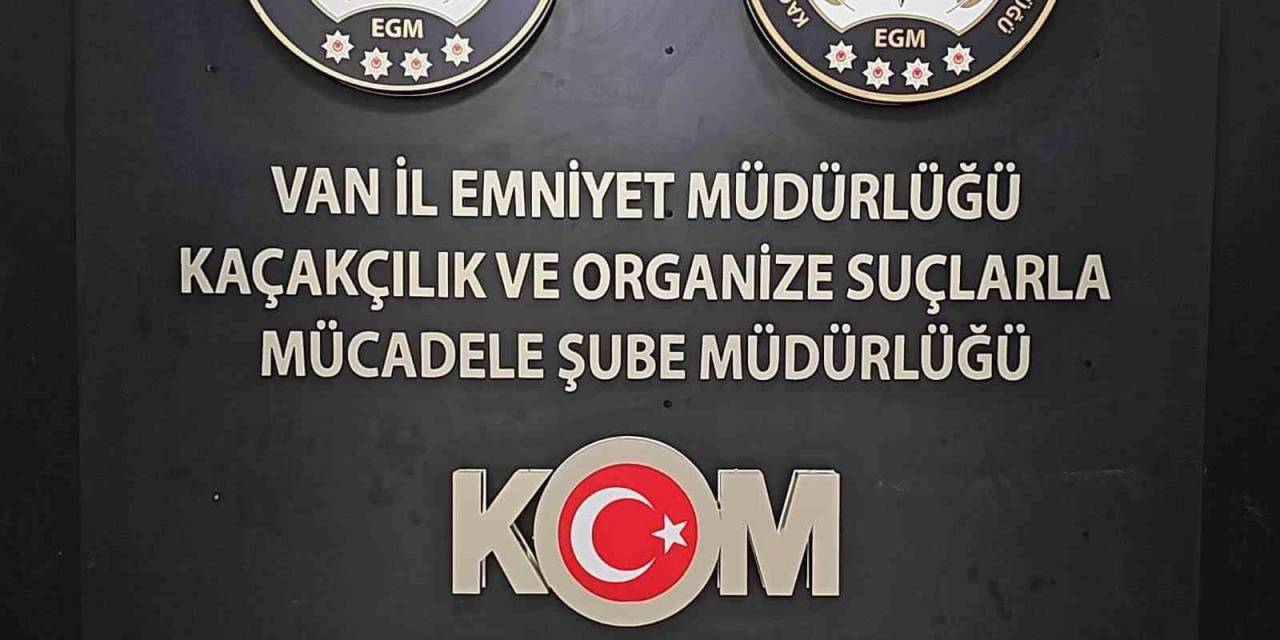 EGM
EGM
VAN İL EMNİYET MÜDÜRLÜĞÜ
KAÇAKÇILIK VE ORGANİZE SUÇLARLA
MÜCADELE ŞUBE MÜDÜRLÜĞÜ
KOM